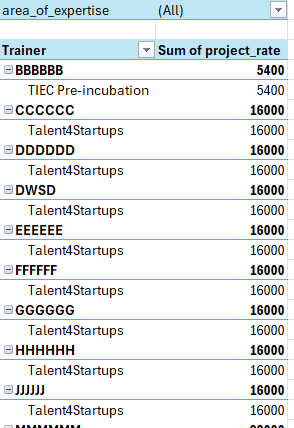 area_of_expertise (All)
Trainer Sum of project_rate
BBBBBB 5400
TIEC Pre-incubation 5400
CCCCCC 16000
Talent4Startups 16000
DDDDDD 16000
Talent4Startups 16000
DWSD 16000
Talent4Startups 16000
EEEEEE 16000
Talent4Startups 16000
FFFFFF 16000
Talent4Startups 16000
GGGGGG 16000
Talent4Startups 16000
HHHHHH 16000
Talent4Startups 16000
JJJJJJ 16000
Talent4Startups 16000